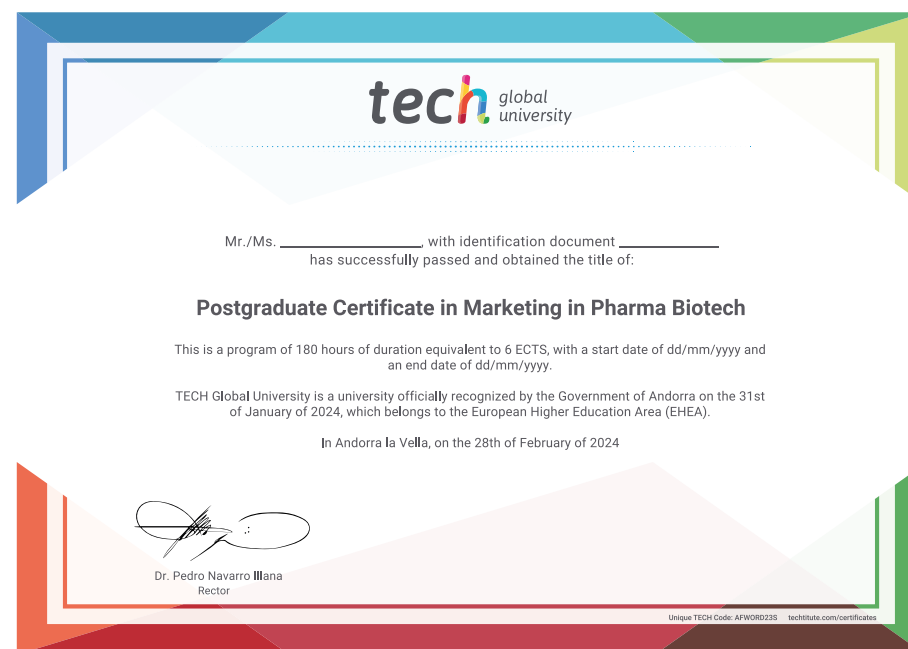 tech global
university
Mr./Ms. ____________________, with identification document ______________
has successfully passed and obtained the title of:
Postgraduate Certificate in Marketing in Pharma Biotech
This is a program of 180 hours of duration equivalent to 6 ECTS, with a start date of dd/mm/yyyy and
an end date of dd/mm/yyyy.
TECH Global University is a university officially recognized by the Government of Andorra on the 31st
of January of 2024, which belongs to the European Higher Education Area (EHEA).
In Andorra la Vella, on the 28th of February of 2024
Dr. Pedro Navarro Illana
Rector
Unique TECH Code: AFWORD23S techtitute.com/certificates